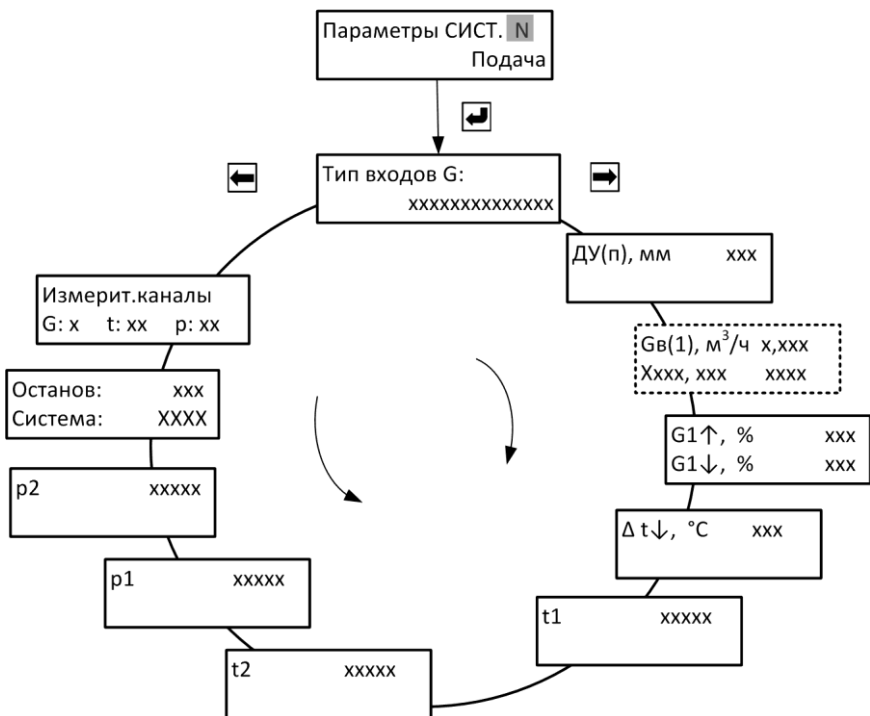 Параметры СИСТ. N
Подача
Тип входов G:
xxxxxxxxxxxxxx
ДУ(п), мм xxx
Gв(1), м³/ч x,xxx
Xxxx, xxx xxxx
G1↑, % xxx
G1↓, % xxx
Δ t↓, °C xxx
t1 xxxxx
t2 xxxxx
p1 xxxxx
p2 xxxxx
Останов: xxx
Система: XXXX
Измерит.каналы
G: x t: xx p: xx